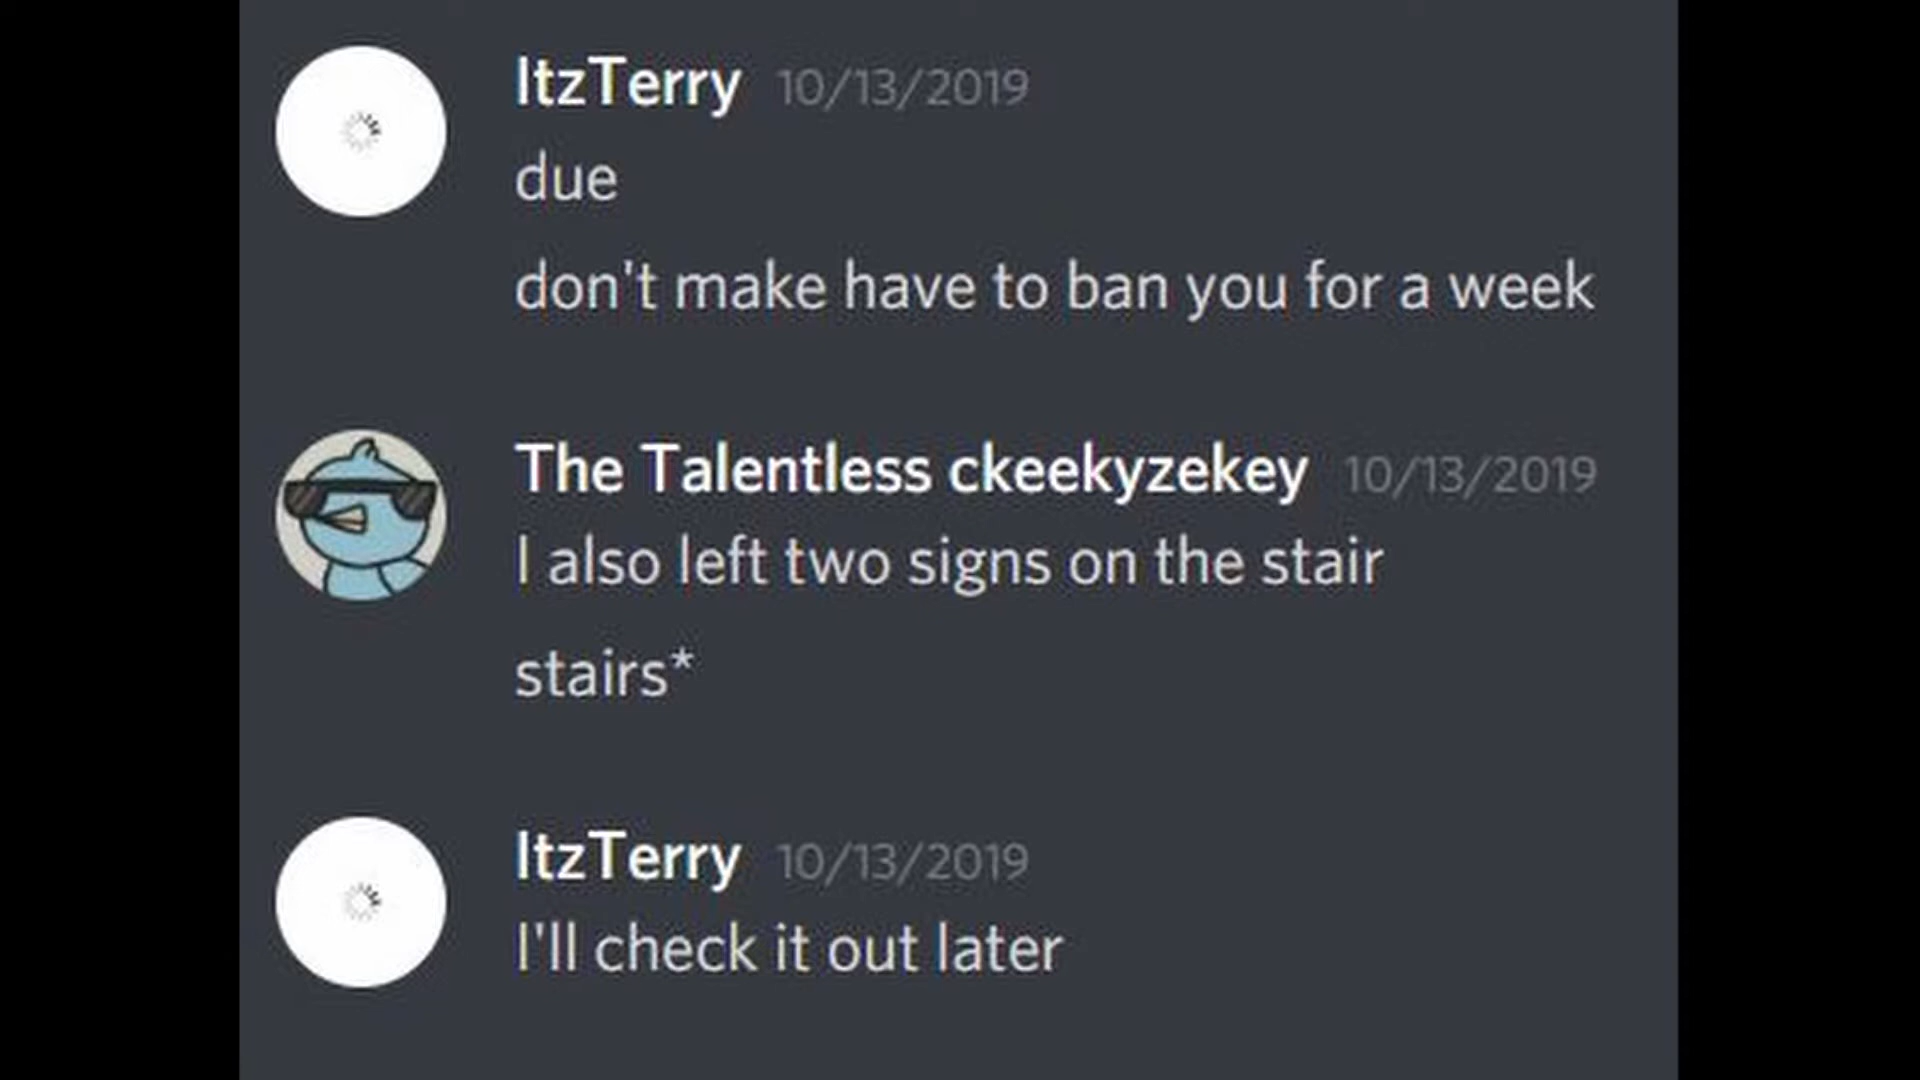 ItzTerry 10/13/2019
due
don't make have to ban you for a week
The Talentless ckeekyzekey 10/13/2019
I also left two signs on the stair
stairs*
ItzTerry 10/13/2019
I'll check it out later